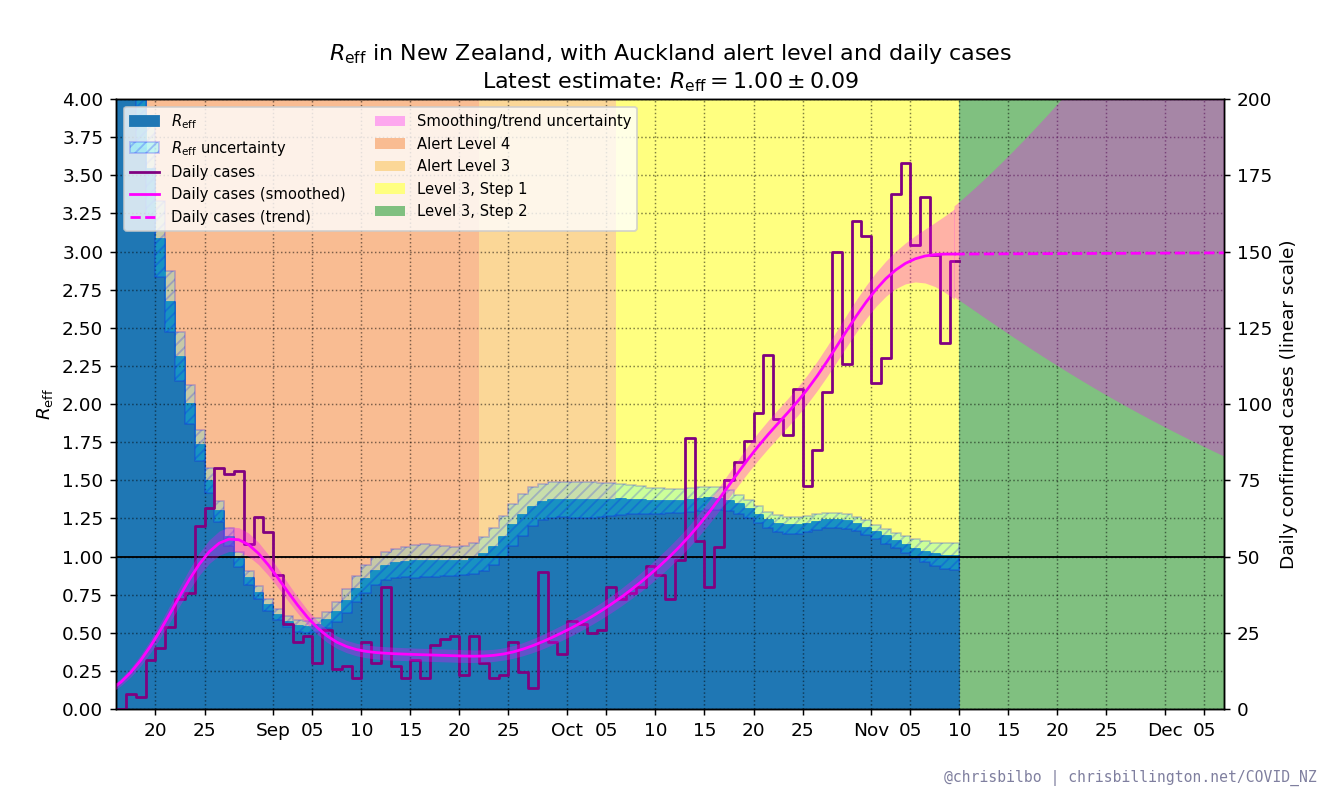 R_eff in New Zealand, with Auckland alert level and daily cases
Latest estimate: R_eff = 1.00 ± 0.09
4.00
3.75
3.50
3.25
3.00
2.75
2.50
2.25
2.00
1.75
1.50
1.25
1.00
0.75
0.50
0.25
0.00
R_eff
R_eff
R_eff uncertainty
Daily cases
Daily cases (smoothed)
Daily cases (trend)
Smoothing/trend uncertainty
Alert Level 4
Alert Level 3
Level 3, Step 1
Level 3, Step 2
200
175
150
125
100
75
50
25
0
Daily confirmed cases (linear scale)
20 25 Sep 05 10 15 20 25 Oct 05 10 15 20 25 Nov 05 10 15 20 25 Dec 05
@chrisbilbo | chrisbillington.net/COVID_NZ